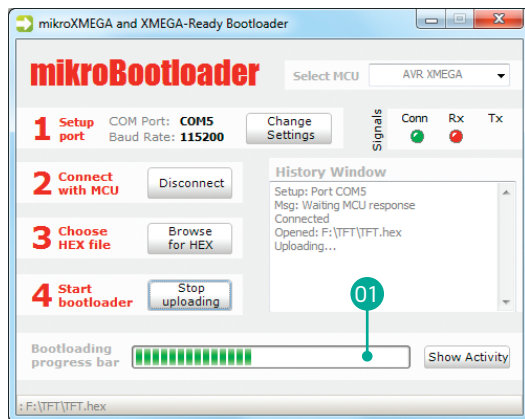 mikroXMEGA and XMEGA-Ready Bootloader
mikroBootloader
Select MCU
AVR XMEGA
1 Setup port
COM Port: COM5
Baud Rate: 115200
Change Settings
Signals
Conn Rx Tx
2 Connect with MCU
Disconnect
History Window
Setup: Port COM5
Msg: Waiting MCU response
Connected
Opened: F:\TFT\TFT.hex
Uploading...
3 Choose HEX file
Browse for HEX
4 Start bootloader
Stop uploading
01
Bootloading progress bar
Show Activity
: F:\TFT\TFT.hex